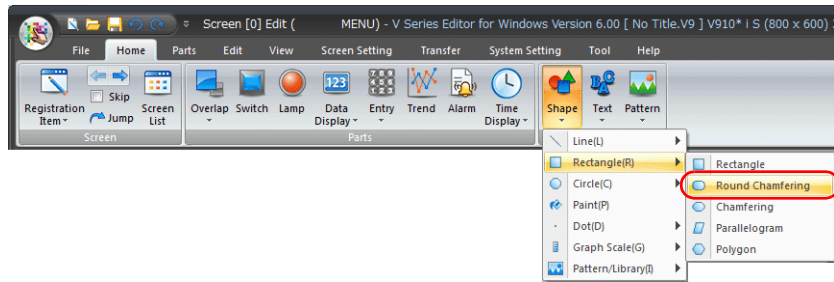 Screen [0] Edit ( MENU) - V Series Editor for Windows Version 6.00 [ No Title.V9 ] V910* i S (800 x 600)
File Home Parts Edit View Screen Setting Transfer System Setting Tool Help
Registration Item
Skip
Jump
Screen List
Overlap
Switch
Lamp
123
Data Display
Entry
Trend
Alarm
Time Display
Shape
Text
Pattern
Screen
Parts
Line(L)
Rectangle(R)
Circle(C)
Paint(P)
Dot(D)
Graph Scale(G)
Pattern/Library(I)
Rectangle
Round Chamfering
Chamfering
Parallelogram
Polygon